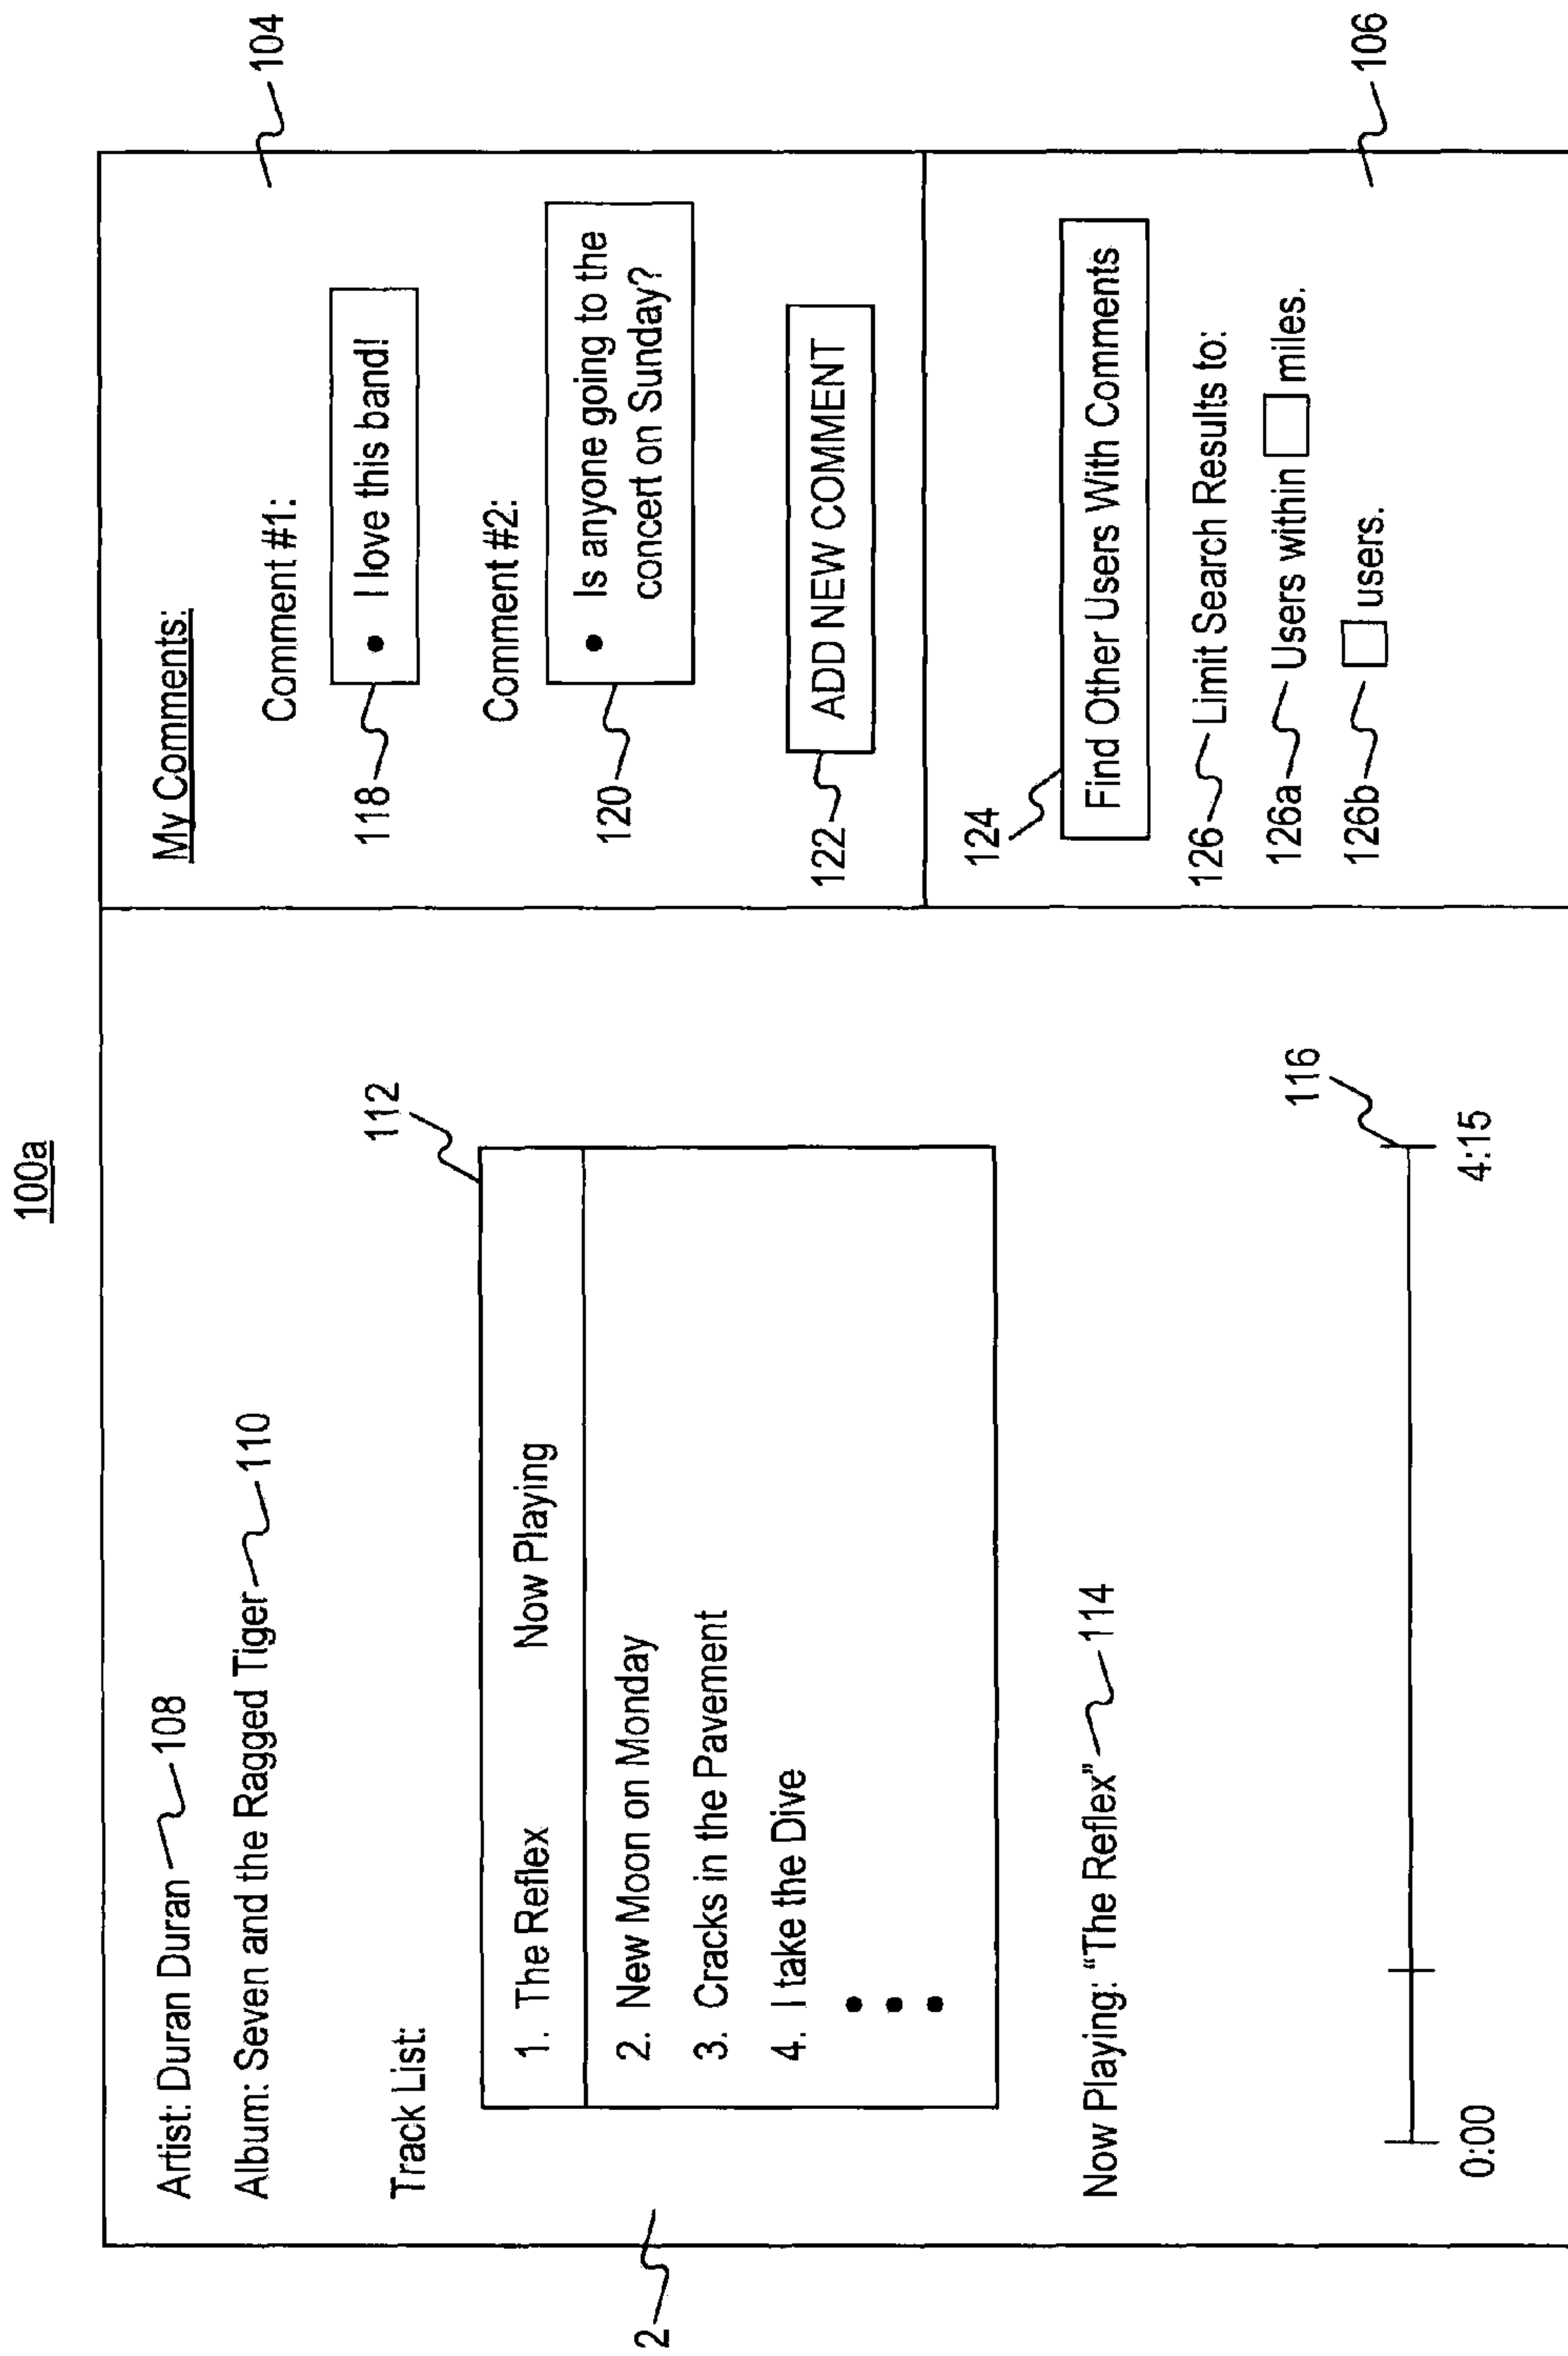 100a
Artist: Duran Duran 108
Album: Seven and the Ragged Tiger 110
Track List:
112
1. The Reflex Now Playing
2. New Moon on Monday
3. Cracks in the Pavement
4. I take the Dive
2
Now Playing: “The Reflex” 114
116
0:00 4:15
My Comments:
104
Comment #1:
118 • I love this band!
Comment #2:
120 • Is anyone going to the
concert on Sunday?
122 ADD NEW COMMENT
124
Find Other Users With Comments
126 Limit Search Results to:
126a Users within miles.
126b users.
106